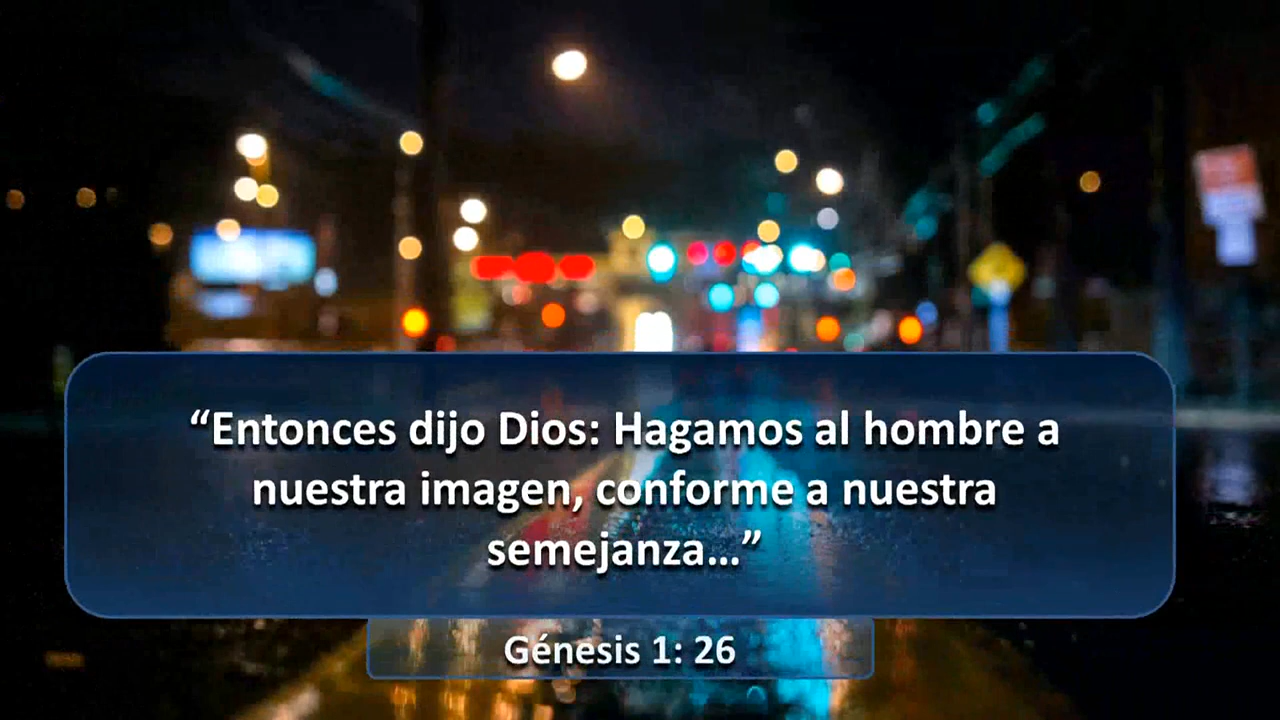 “Entonces dijo Dios: Hagamos al hombre a
nuestra imagen, conforme a nuestra
semejanza...”
Génesis 1: 26